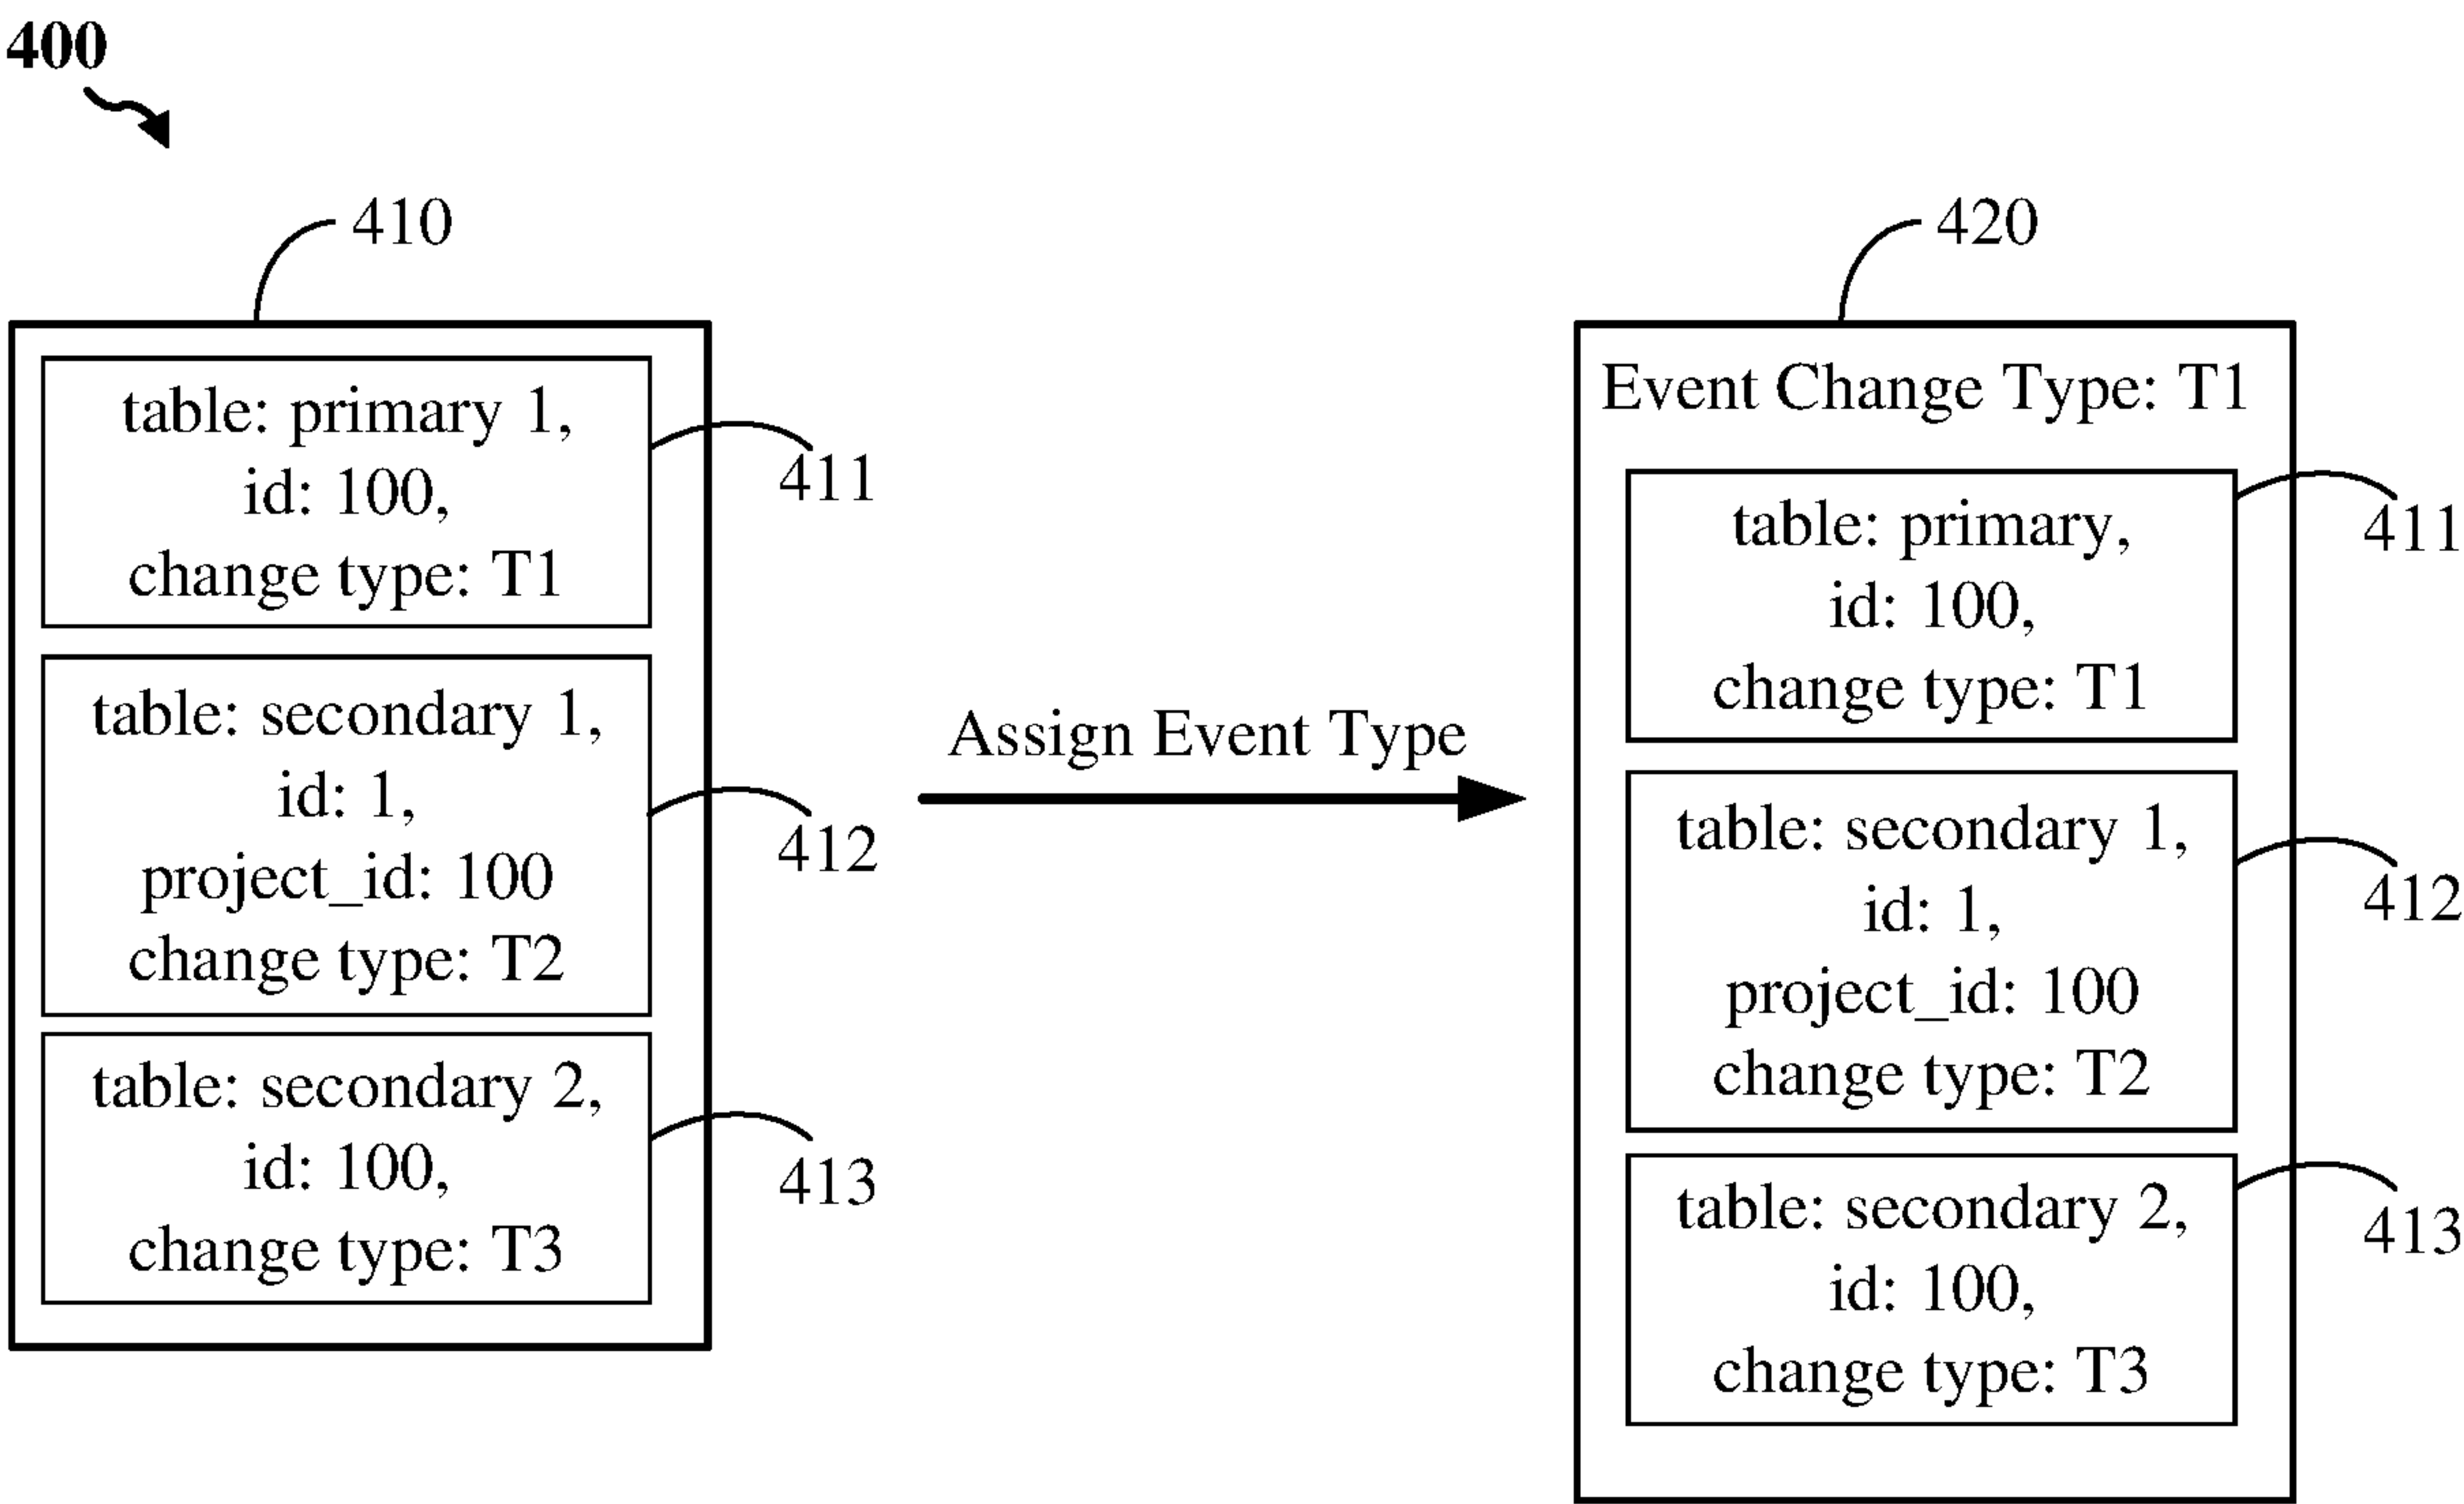 400
410
table: primary 1,
id: 100,
change type: T1
411
table: secondary 1,
id: 1,
project_id: 100
change type: T2
412
table: secondary 2,
id: 100,
change type: T3
413
Assign Event Type
420
Event Change Type: T1
table: primary,
id: 100,
change type: T1
411
table: secondary 1,
id: 1,
project_id: 100
change type: T2
412
table: secondary 2,
id: 100,
change type: T3
413